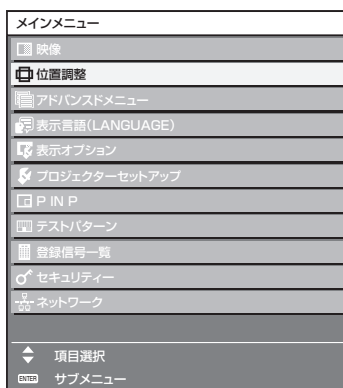 メインメニュー
映像
位置調整
アドバンスドメニュー
表示言語(LANGUAGE)
表示オプション
プロジェクターセットアップ
P IN P
テストパターン
登録信号一覧
セキュリティー
ネットワーク
項目選択
ENTER サブメニュー